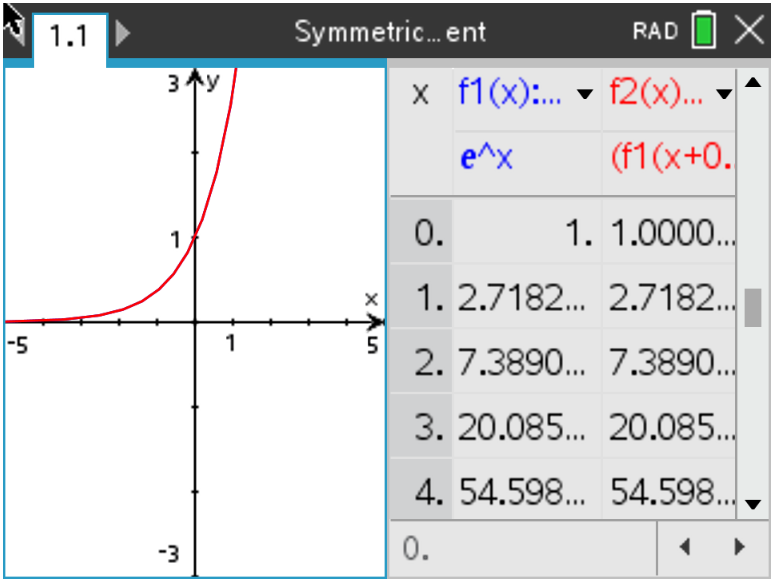 1.1 Symmetric...ent RAD
3 y
1
x
-5 1 5
-3
x f1(x):... f2(x)...
e^x (f1(x+0.
0. 1. 1.0000...
1. 2.7182... 2.7182...
2. 7.3890... 7.3890...
3. 20.085... 20.085...
4. 54.598... 54.598...
0.